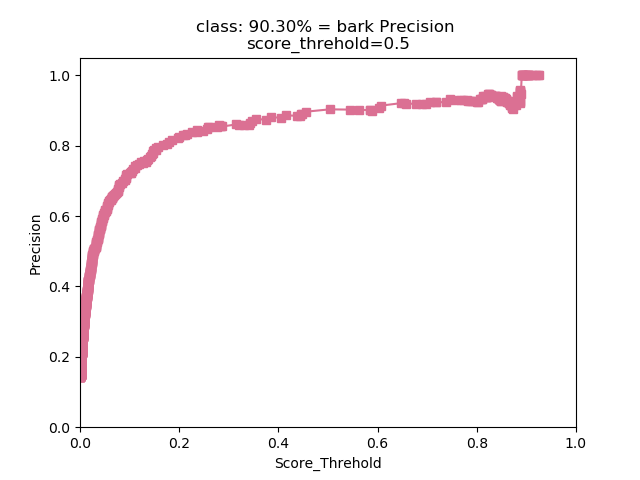 class: 90.30% = bark Precision
score_threhold=0.5
1.0
0.8
0.6
0.4
0.2
0.0
Precision
0.0 0.2 0.4 0.6 0.8 1.0
Score_Threhold